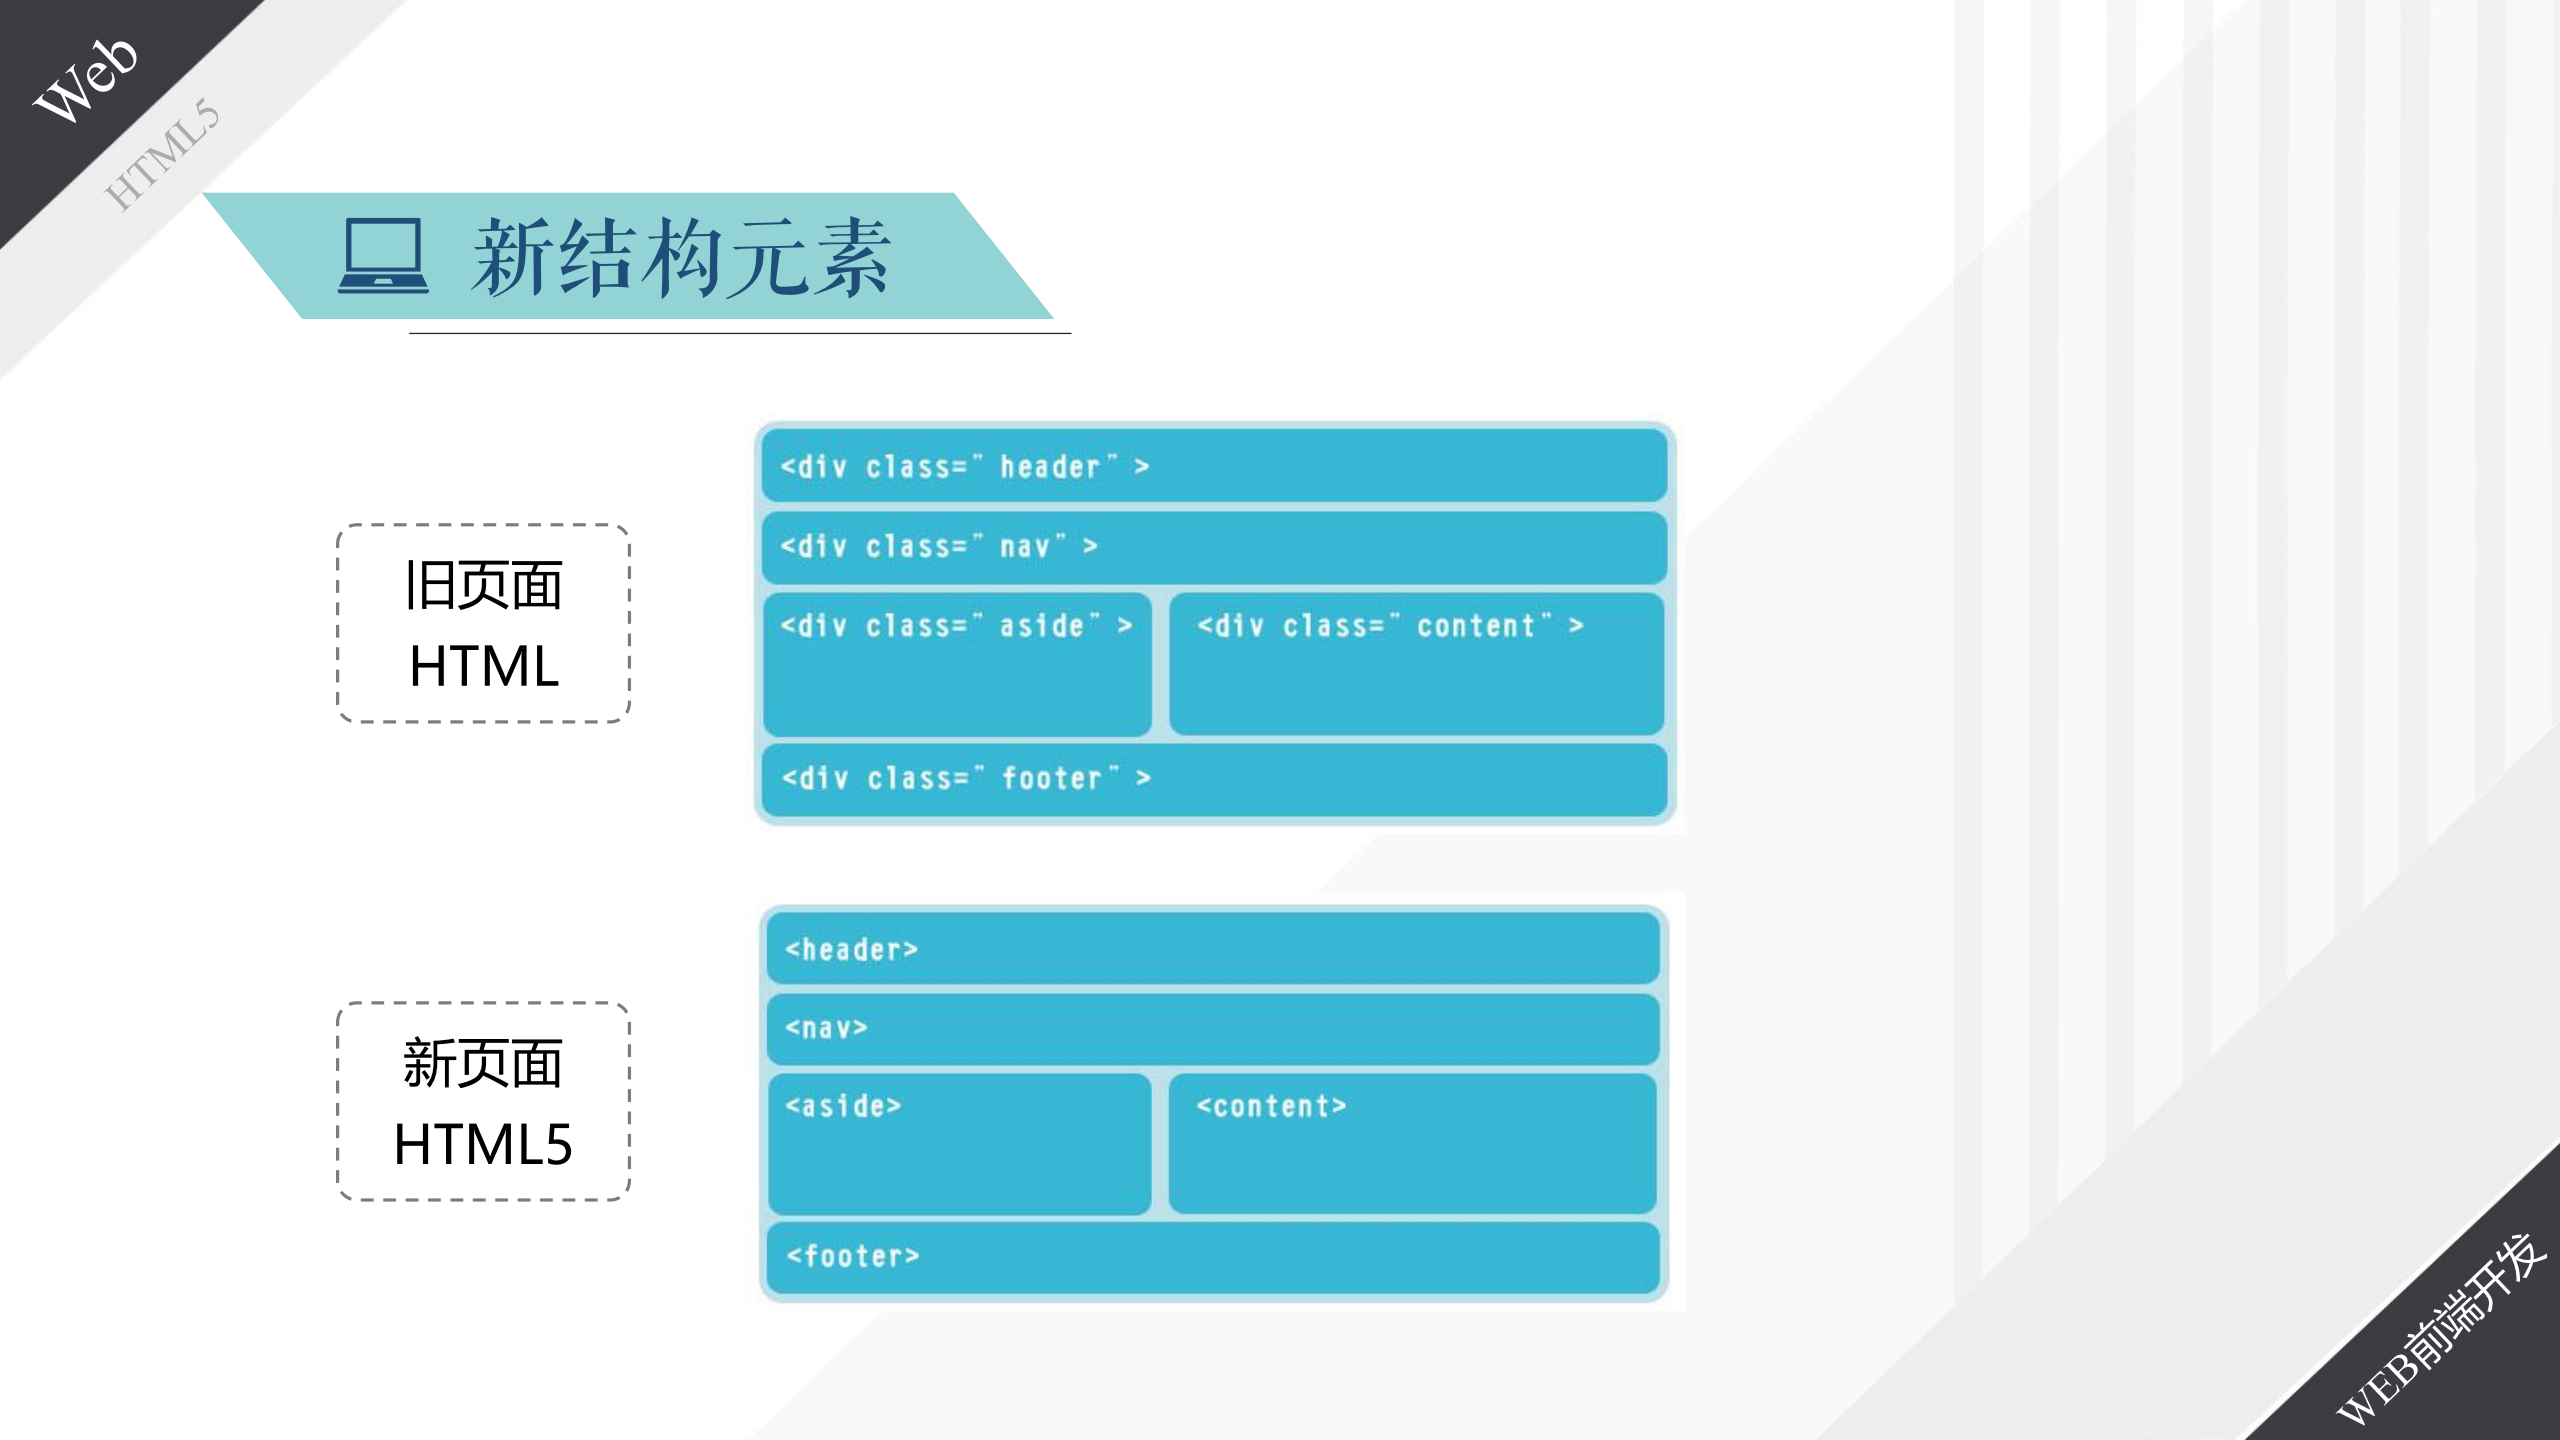 Web
HTML5
新结构元素
旧页面
HTML
<div class=”header”>
<div class=”nav”>
<div class=”aside”>
<div class=”content”>
<div class=”footer”>
新页面
HTML5
<header>
<nav>
<aside>
<content>
<footer>
WEB前端开发